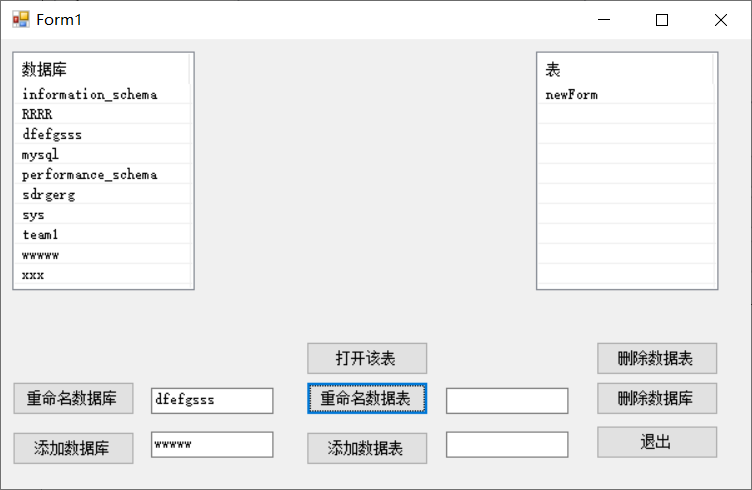 Form1
数据库
information_schema
RRRR
dfefgsss
mysql
performance_schema
sdrgerg
sys
team1
wwwww
xxx
表
newForm
打开该表
删除数据表
重命名数据库
dfefgsss
重命名数据表
删除数据库
添加数据库
wwwww
添加数据表
退出